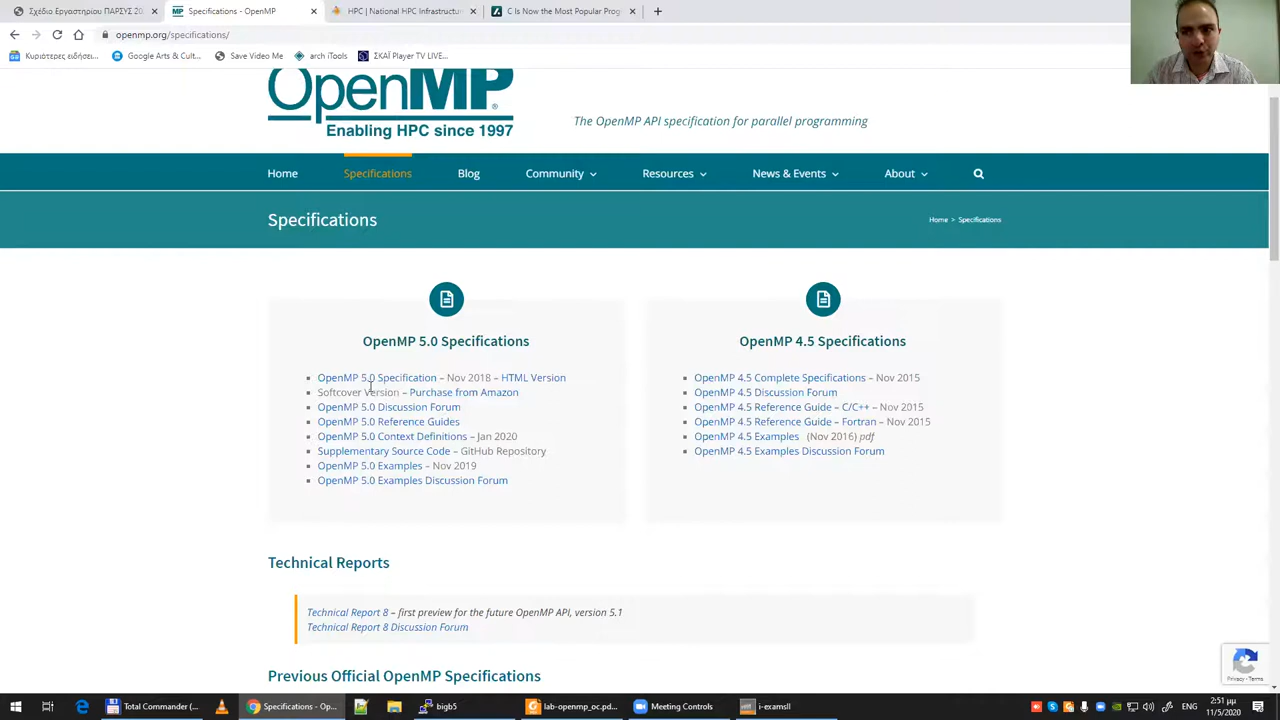 Σχέδιο Εργαστηρίου ΠΑΡΣΥΣ 20
Specifications - OpenMP
HPC | National HPC Infrastructur
C Is Now the Most Popular Prog
openmp.org/specifications/
Κυριότερες ειδήσει...
Google Arts & Cult...
Save Video Me
arch iTools
ΣΚΑΪ Player TV LIVE...
OpenMP
Enabling HPC since 1997
The OpenMP API specification for parallel programming
Home
Specifications
Blog
Community
Resources
News & Events
About
Specifications
Home > Specifications
OpenMP 5.0 Specifications
OpenMP 5.0 Specification – Nov 2018 – HTML Version
Softcover Version – Purchase from Amazon
OpenMP 5.0 Discussion Forum
OpenMP 5.0 Reference Guides
OpenMP 5.0 Context Definitions – Jan 2020
Supplementary Source Code – GitHub Repository
OpenMP 5.0 Examples – Nov 2019
OpenMP 5.0 Examples Discussion Forum
OpenMP 4.5 Specifications
OpenMP 4.5 Complete Specifications – Nov 2015
OpenMP 4.5 Discussion Forum
OpenMP 4.5 Reference Guide – C/C++ – Nov 2015
OpenMP 4.5 Reference Guide – Fortran – Nov 2015
OpenMP 4.5 Examples (Nov 2016) pdf
OpenMP 4.5 Examples Discussion Forum
Technical Reports
Technical Report 8 – first preview for the future OpenMP API, version 5.1
Technical Report 8 Discussion Forum
Previous Official OpenMP Specifications
Privacy - Terms
Total Commander (...
Specifications - Op...
big5
lab-openmp_oc.pd...
Meeting Controls
i-examsll
ENG
2:51 μμ
11/5/2020